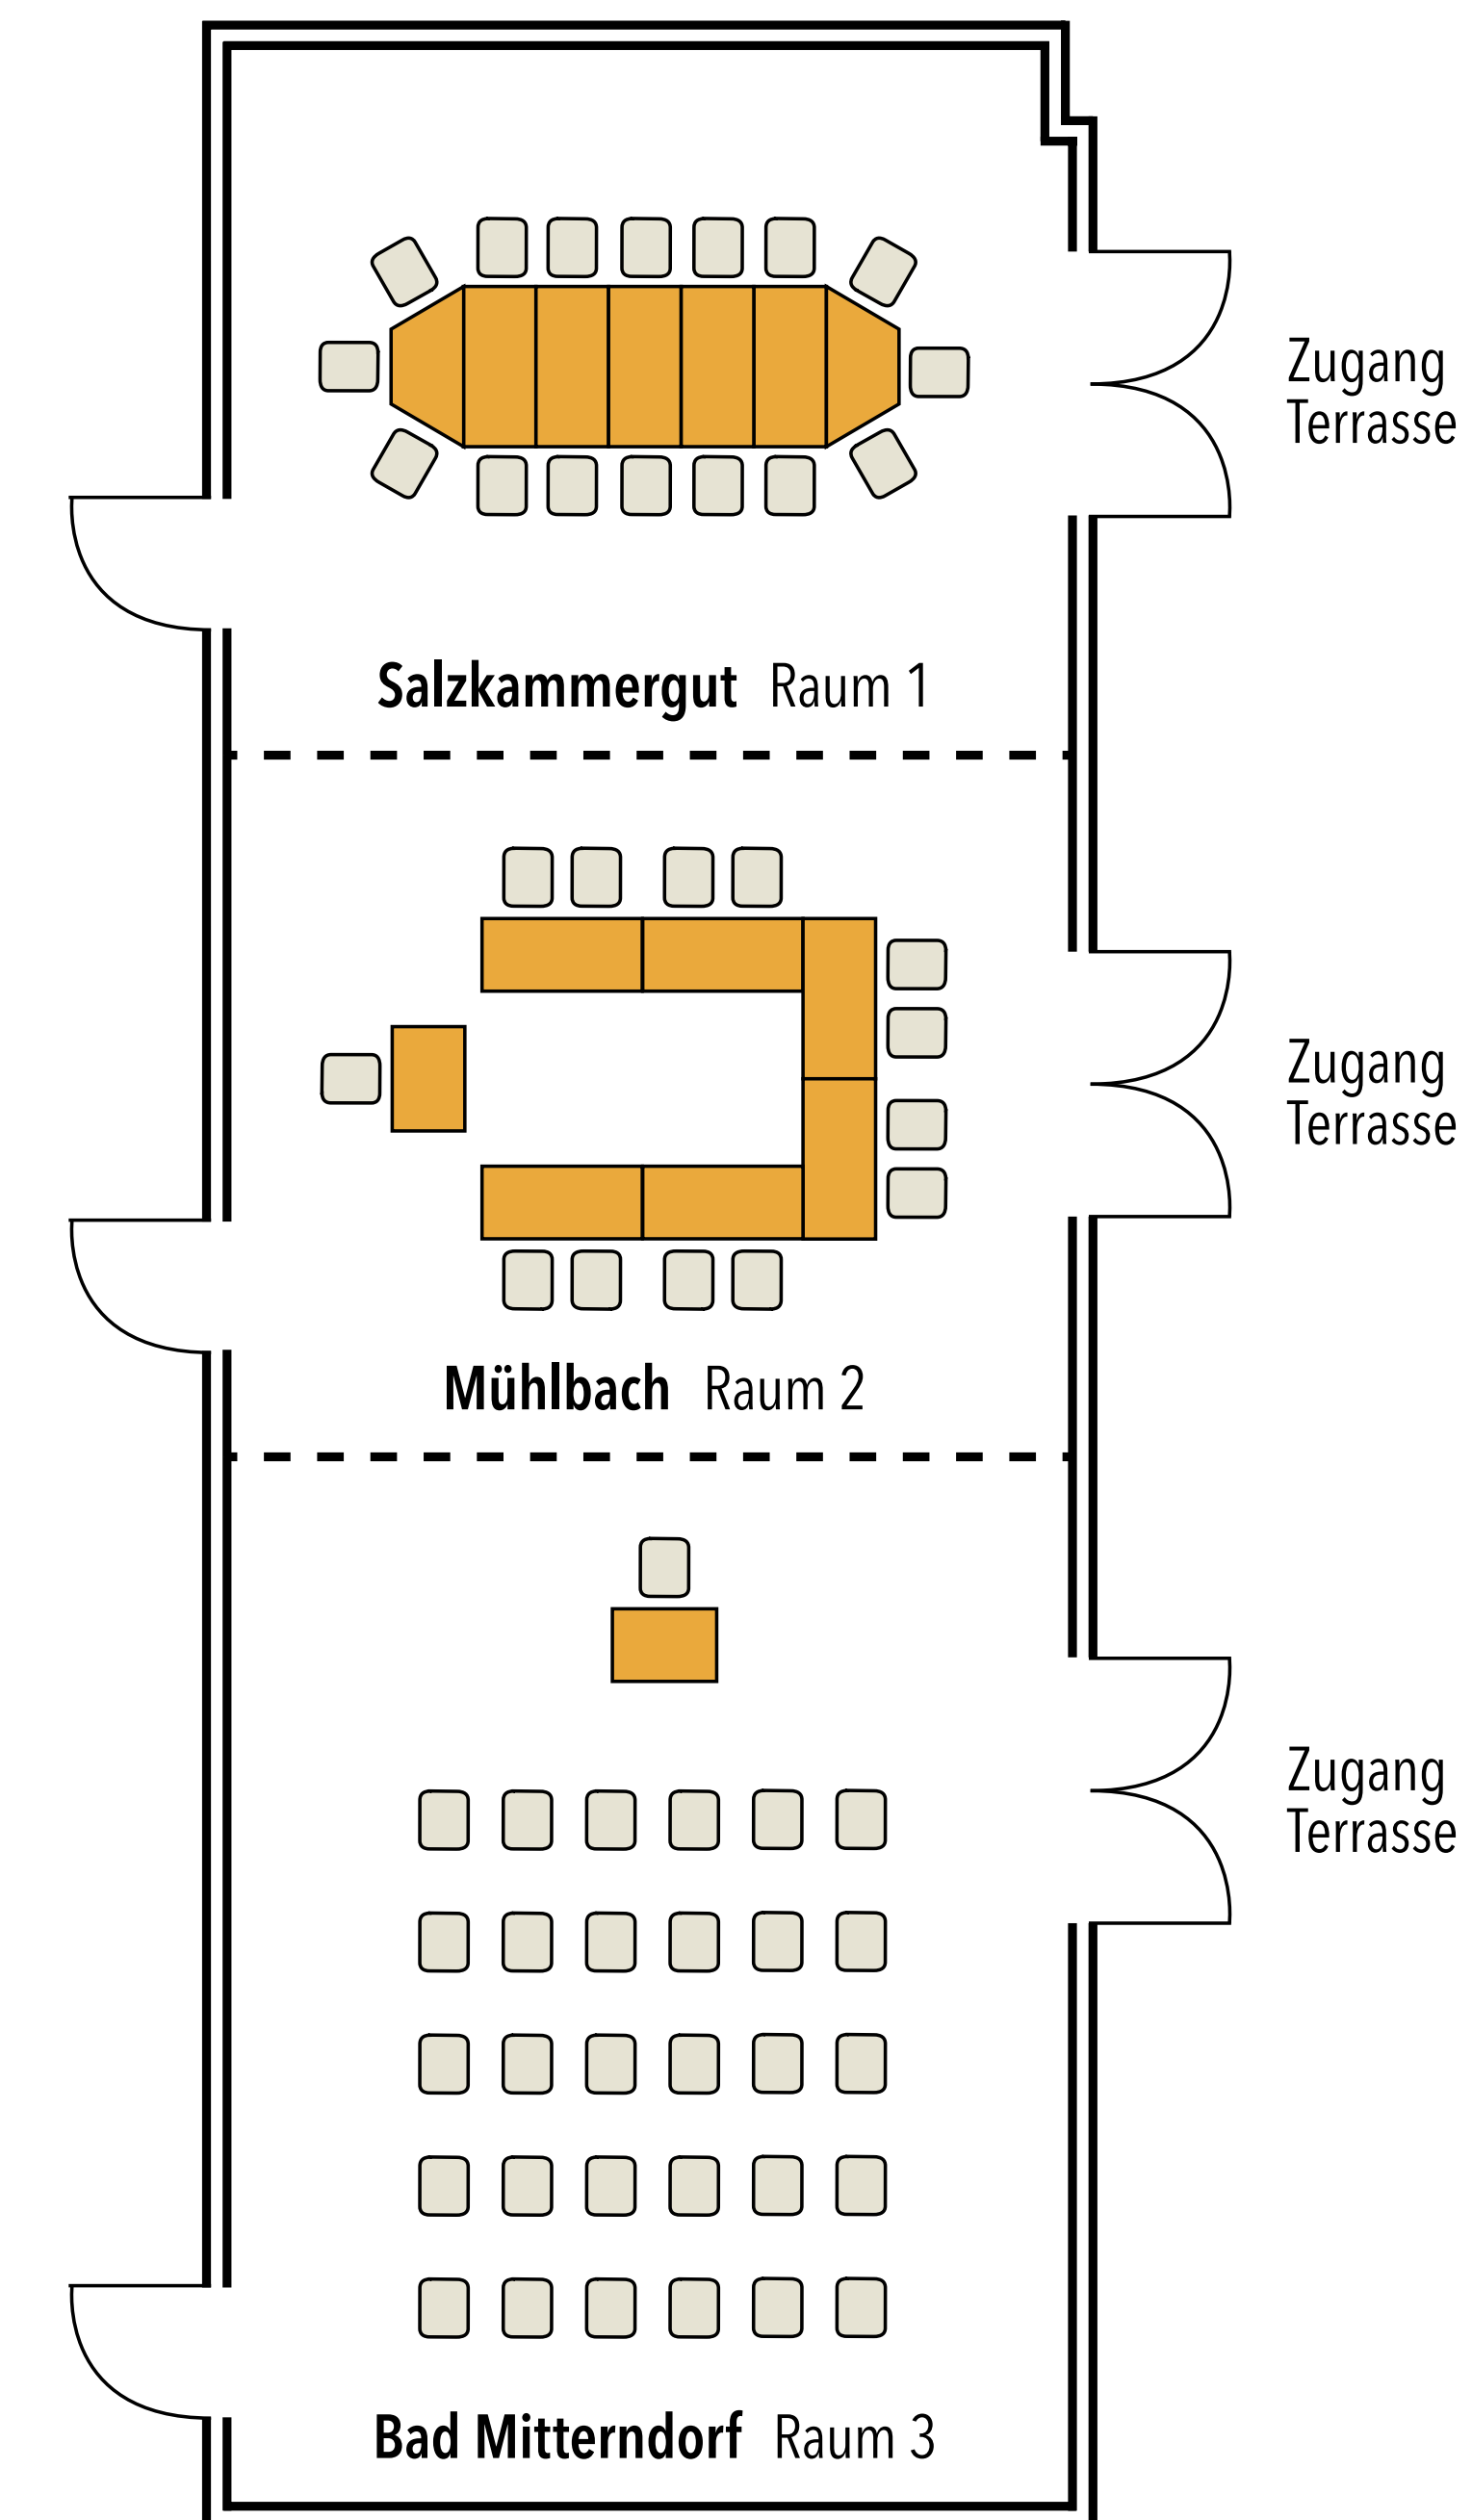 Zugang
Terrasse
Salzkammergut Raum 1
Zugang
Terrasse
Mühlbach Raum 2
Zugang
Terrasse
Bad Mitterndorf Raum 3